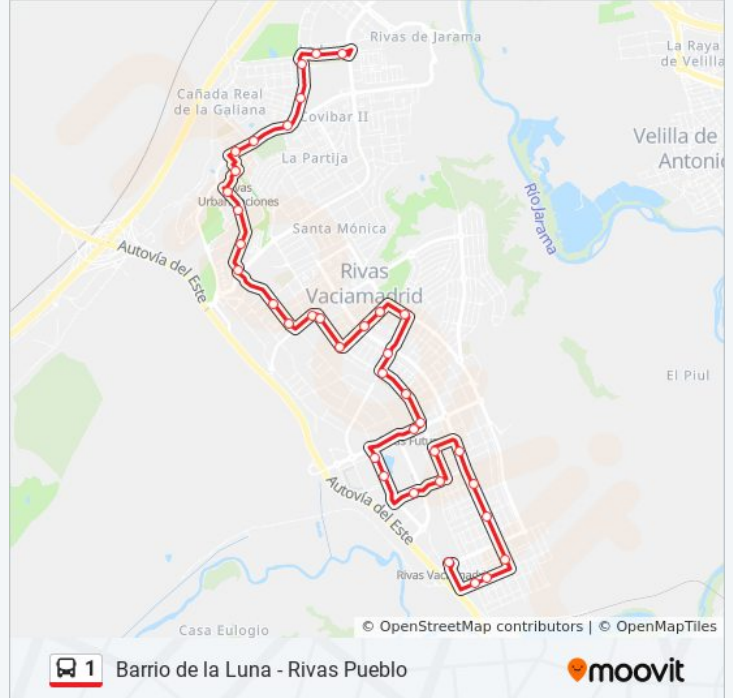 Rivas de Jarama
La Raya
de Velilla
Cañada Real
de la Galiana
Covibar II
Velilla de
Antonio
La Partija
Urbanizaciones
Río Jarama
Santa Mónica
Autovía del Este
Rivas
Vaciamadrid
El Piul
Autovía del Este
Rivas
Casa Eulogio
© OpenStreetMap contributors | © OpenMapTiles
1 Barrio de la Luna - Rivas Pueblo
moovit